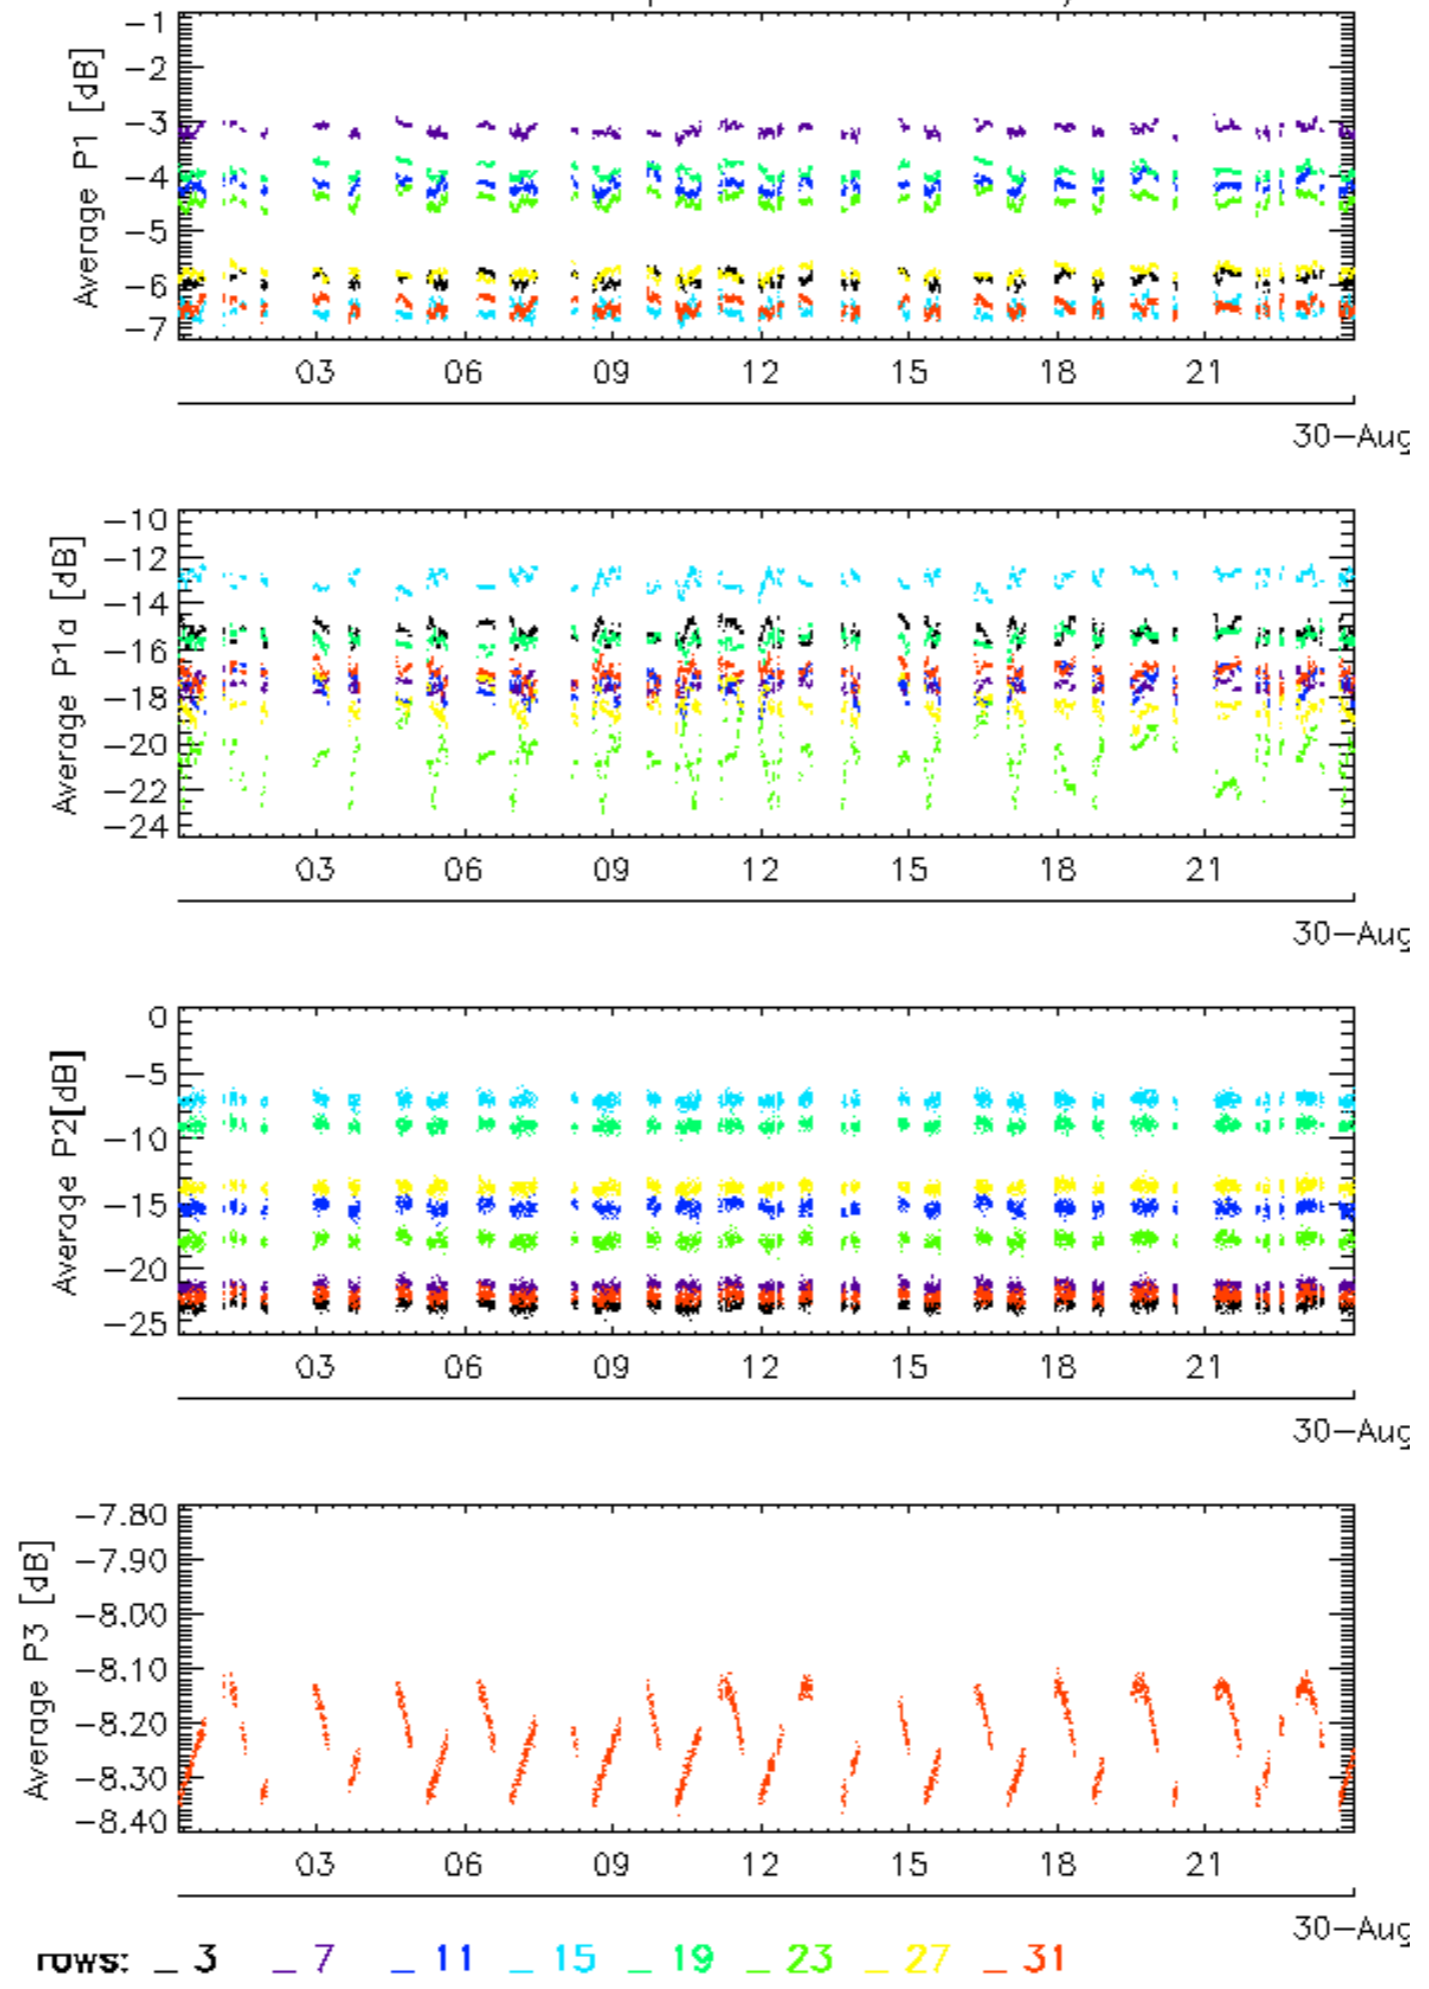 Average P1 [dB]
-1
-2
-3
-4
-5
-6
-7
03 06 09 12 15 18 21
30-Aug
Average P1a [dB]
-10
-12
-14
-16
-18
-20
-22
-24
03 06 09 12 15 18 21
30-Aug
Average P2[dB]
0
-5
-10
-15
-20
-25
03 06 09 12 15 18 21
30-Aug
Average P3 [dB]
-7.80
-7.90
-8.00
-8.10
-8.20
-8.30
-8.40
03 06 09 12 15 18 21
30-Aug
rows: _ 3 _ 7 _ 11 _ 15 _ 19 _ 23 _ 27 _ 31